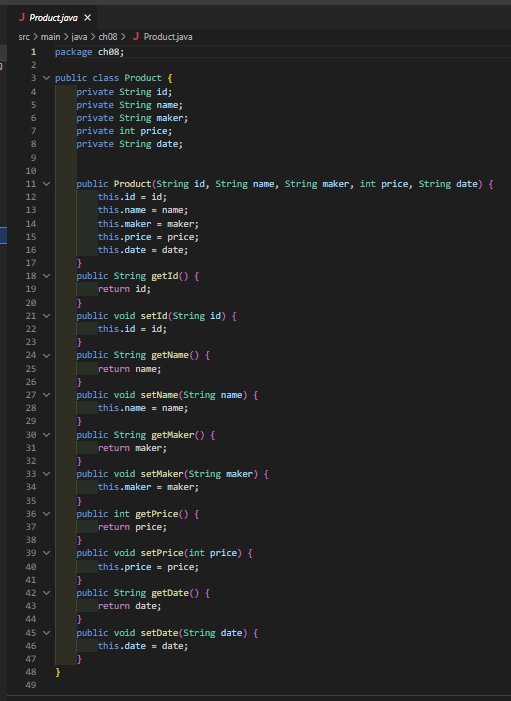 Product.java
src > main > java > ch08 > Product.java
1 package ch08;
2
3 public class Product {
4 private String id;
5 private String name;
6 private String maker;
7 private int price;
8 private String date;
9
10
11 public Product(String id, String name, String maker, int price, String date) {
12 this.id = id;
13 this.name = name;
14 this.maker = maker;
15 this.price = price;
16 this.date = date;
17 }
18 public String getId() {
19 return id;
20 }
21 public void setId(String id) {
22 this.id = id;
23 }
24 public String getName() {
25 return name;
26 }
27 public void setName(String name) {
28 this.name = name;
29 }
30 public String getMaker() {
31 return maker;
32 }
33 public void setMaker(String maker) {
34 this.maker = maker;
35 }
36 public int getPrice() {
37 return price;
38 }
39 public void setPrice(int price) {
40 this.price = price;
41 }
42 public String getDate() {
43 return date;
44 }
45 public void setDate(String date) {
46 this.date = date;
47 }
48 }
49